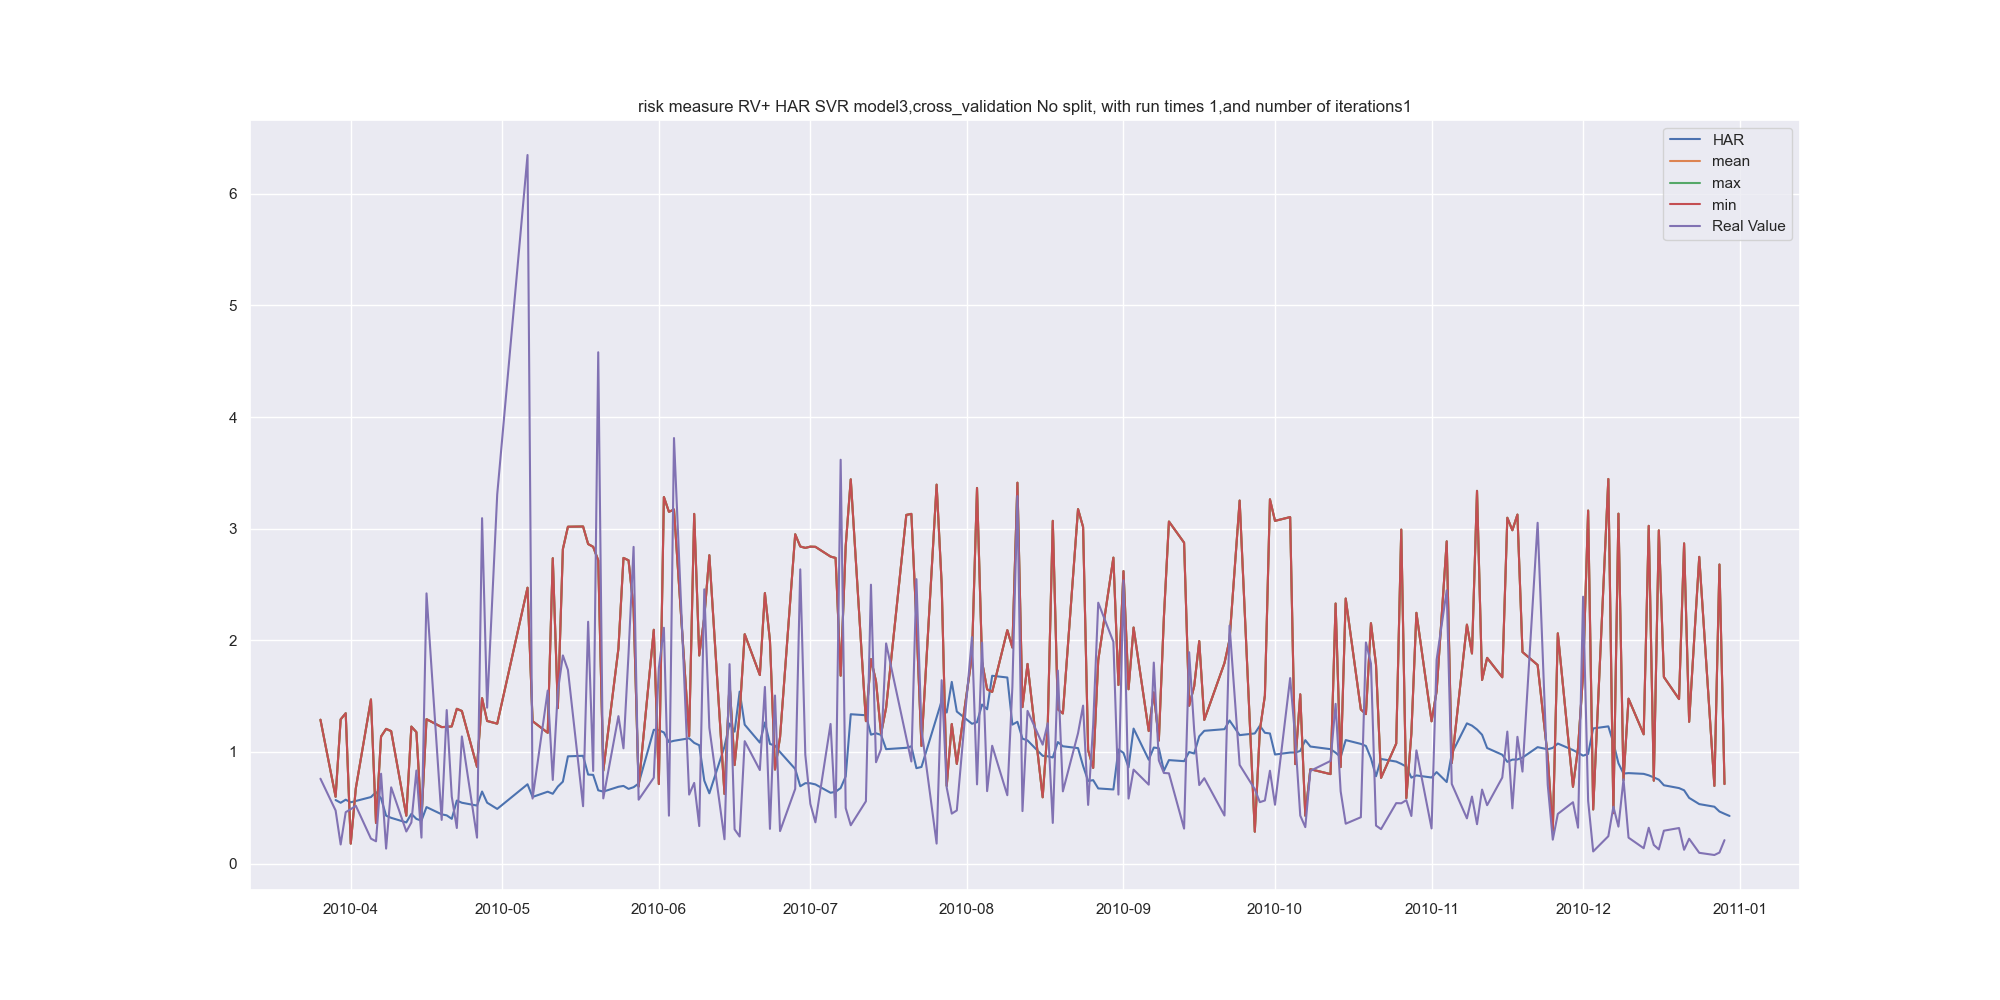 risk measure RV+ HAR SVR model3,cross_validation No split, with run times 1,and number of iterations1
HAR
mean
max
min
Real Value
6
5
4
3
2
1
0
2010-04 2010-05 2010-06 2010-07 2010-08 2010-09 2010-10 2010-11 2010-12 2011-01